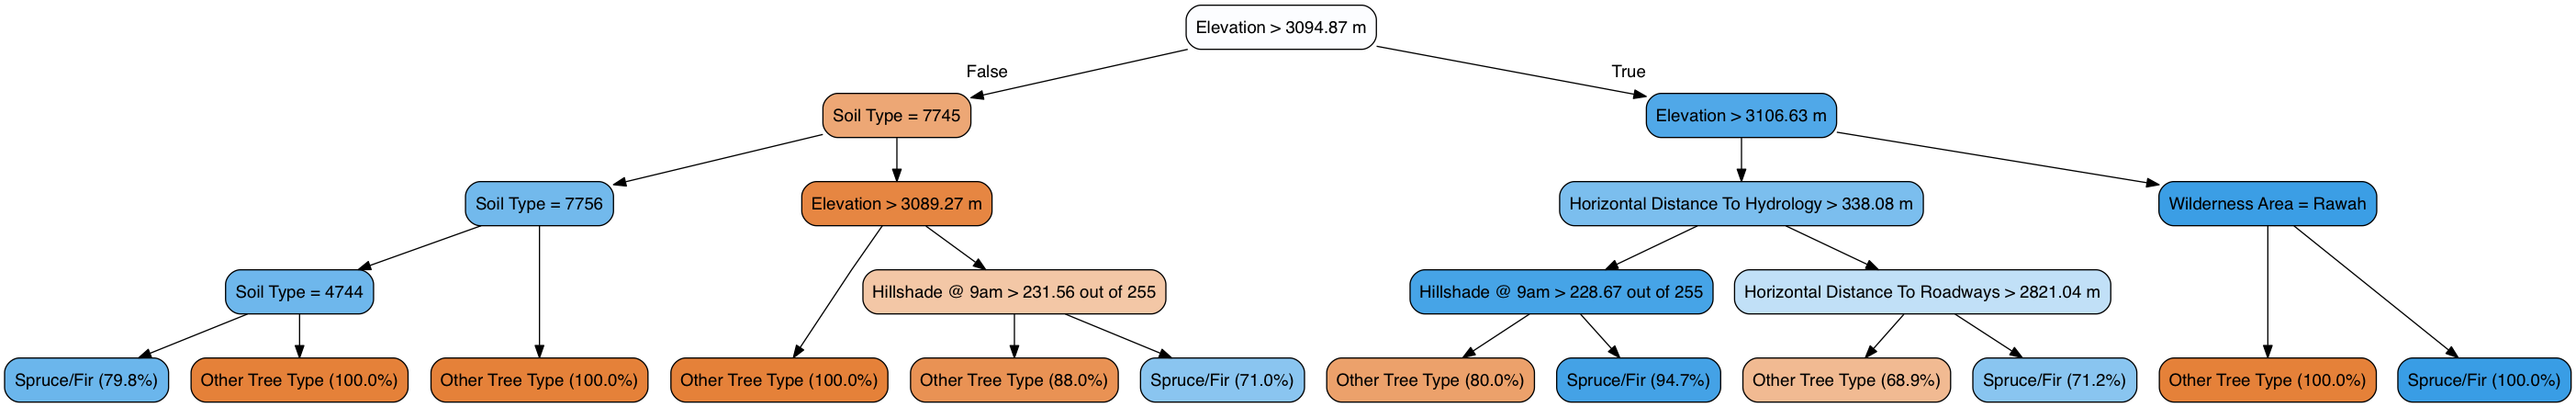 Elevation > 3094.87 m
False
True
Soil Type = 7745
Elevation > 3106.63 m
Soil Type = 7756
Elevation > 3089.27 m
Horizontal Distance To Hydrology > 338.08 m
Wilderness Area = Rawah
Soil Type = 4744
Hillshade @ 9am > 231.56 out of 255
Hillshade @ 9am > 228.67 out of 255
Horizontal Distance To Roadways > 2821.04 m
Spruce/Fir (79.8%)
Other Tree Type (100.0%)
Other Tree Type (100.0%)
Other Tree Type (100.0%)
Other Tree Type (88.0%)
Spruce/Fir (71.0%)
Other Tree Type (80.0%)
Spruce/Fir (94.7%)
Other Tree Type (68.9%)
Spruce/Fir (71.2%)
Other Tree Type (100.0%)
Spruce/Fir (100.0%)